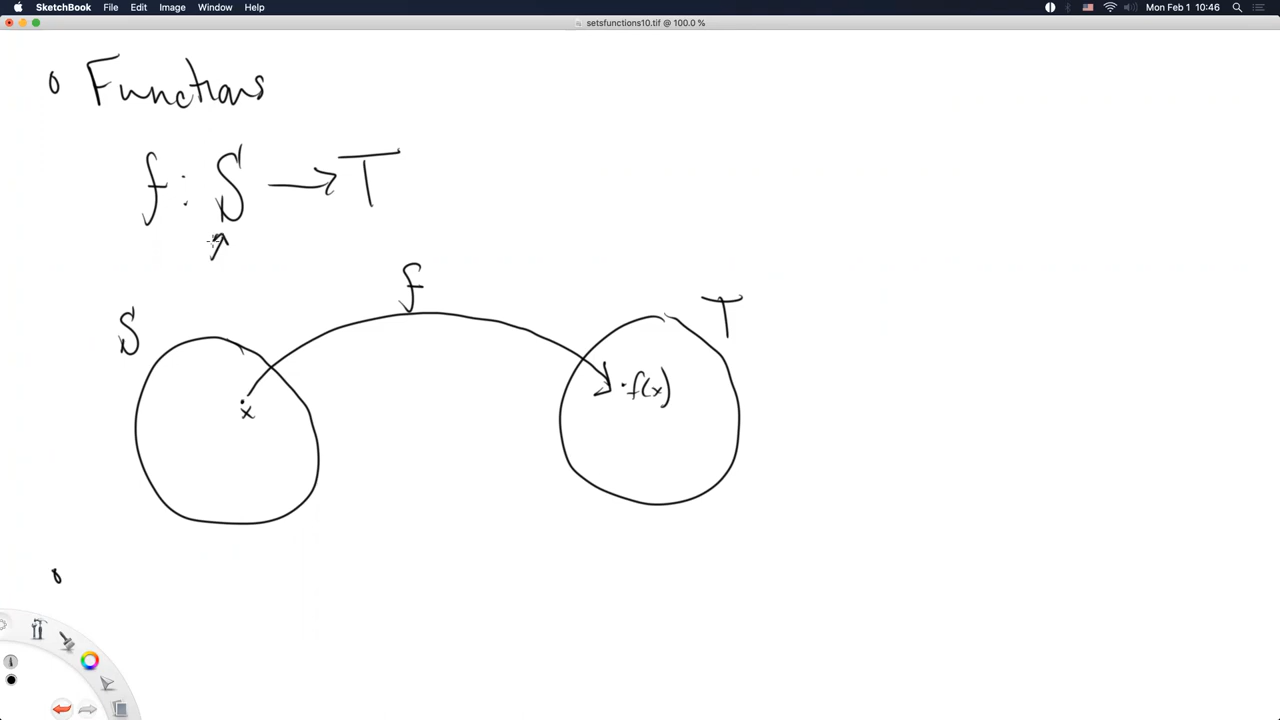 SketchBook File Edit Image Window Help Mon Feb 1 10:46
setsfunctions10.tif @ 100.0 %
Functions
f: S → T
f
S
T
x
f(x)